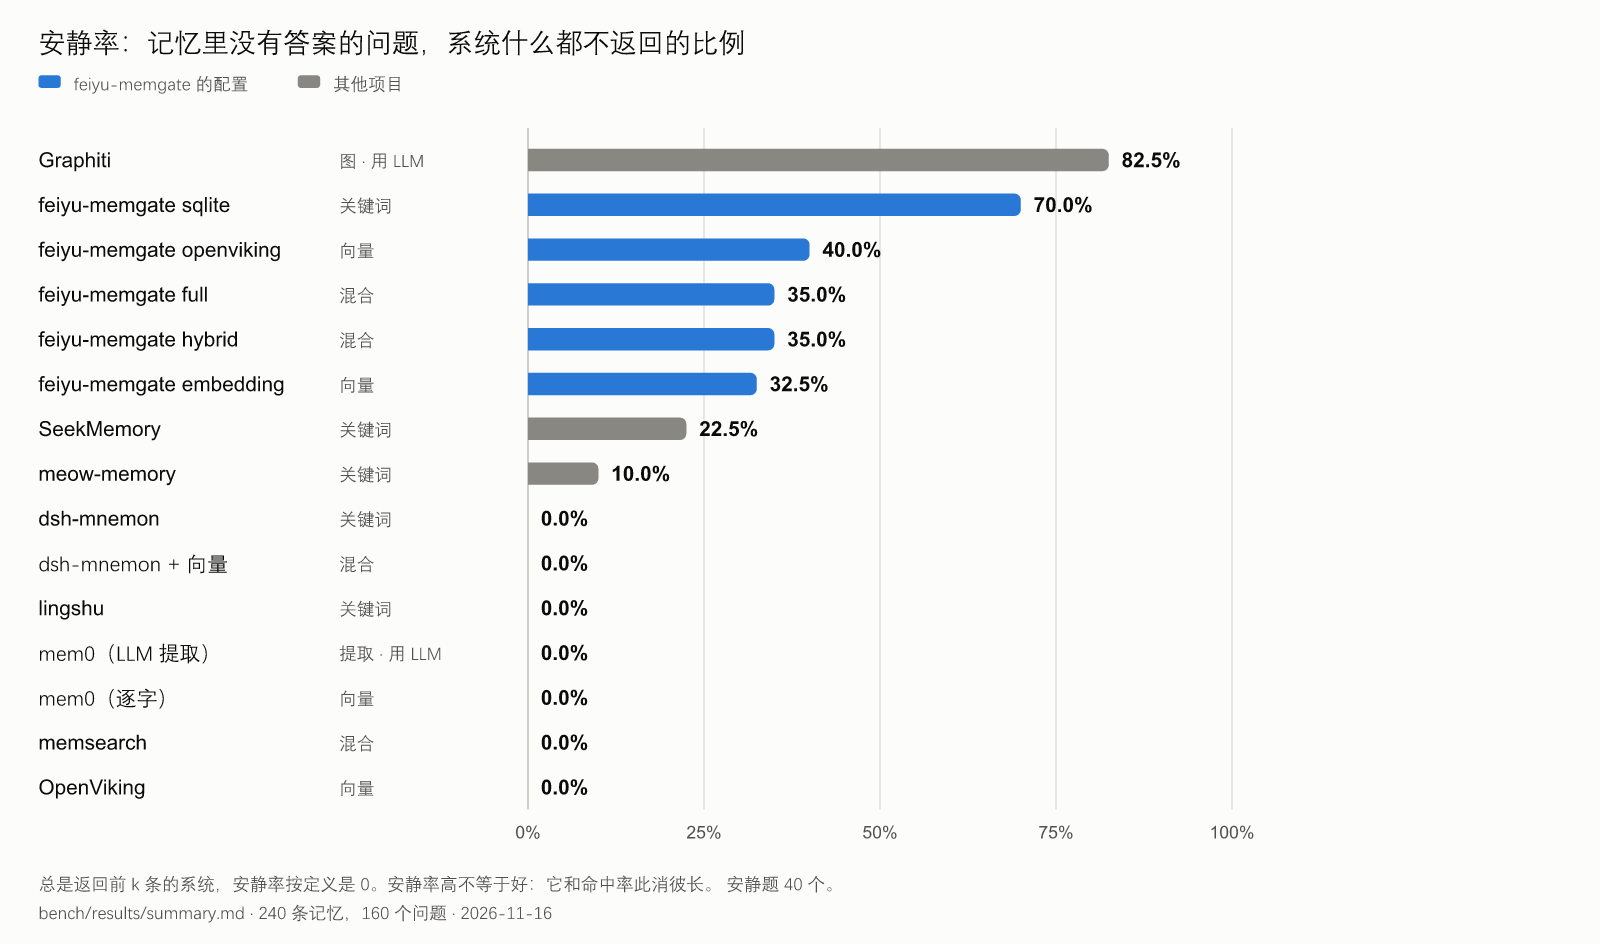 安静率：记忆里没有答案的问题，系统什么都不返回的比例
feiyu-memgate 的配置 其他项目
Graphiti 图 · 用 LLM 82.5%
feiyu-memgate sqlite 关键词 70.0%
feiyu-memgate openviking 向量 40.0%
feiyu-memgate full 混合 35.0%
feiyu-memgate hybrid 混合 35.0%
feiyu-memgate embedding 向量 32.5%
SeekMemory 关键词 22.5%
meow-memory 关键词 10.0%
dsh-mnemon 关键词 0.0%
dsh-mnemon + 向量 混合 0.0%
lingshu 关键词 0.0%
mem0（LLM 提取） 提取 · 用 LLM 0.0%
mem0（逐字） 向量 0.0%
memsearch 混合 0.0%
OpenViking 向量 0.0%
0% 25% 50% 75% 100%
总是返回前 k 条的系统，安静率按定义是 0。安静率高不等于好：它和命中率此消彼长。 安静题 40 个。
bench/results/summary.md · 240 条记忆，160 个问题 · 2026-11-16